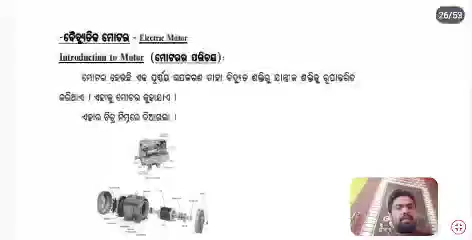 26/53
-ବୈଦ୍ୟୁତିକ ମୋଟର - Electric Motor
Introduction to Motor (ମୋଟରର ପରିଚୟ) :
ମୋଟର ହେଉଛି ଏକ ଘୂର୍ଣ୍ଣୟ ଉପକରଣ ଯାହା ବିଦ୍ୟୁତ ଶକ୍ତିରୁ ଯାନ୍ତ୍ରୀକ ଶକ୍ତିକୁ ରୂପାନ୍ତରିତ
କରିଥାଏ । ଏହାକୁ ମୋଟର କୁହାଯାଏ ।
ଏହାର ଚିତ୍ର ନିମ୍ନରେ ଦିଆଗଲା ।